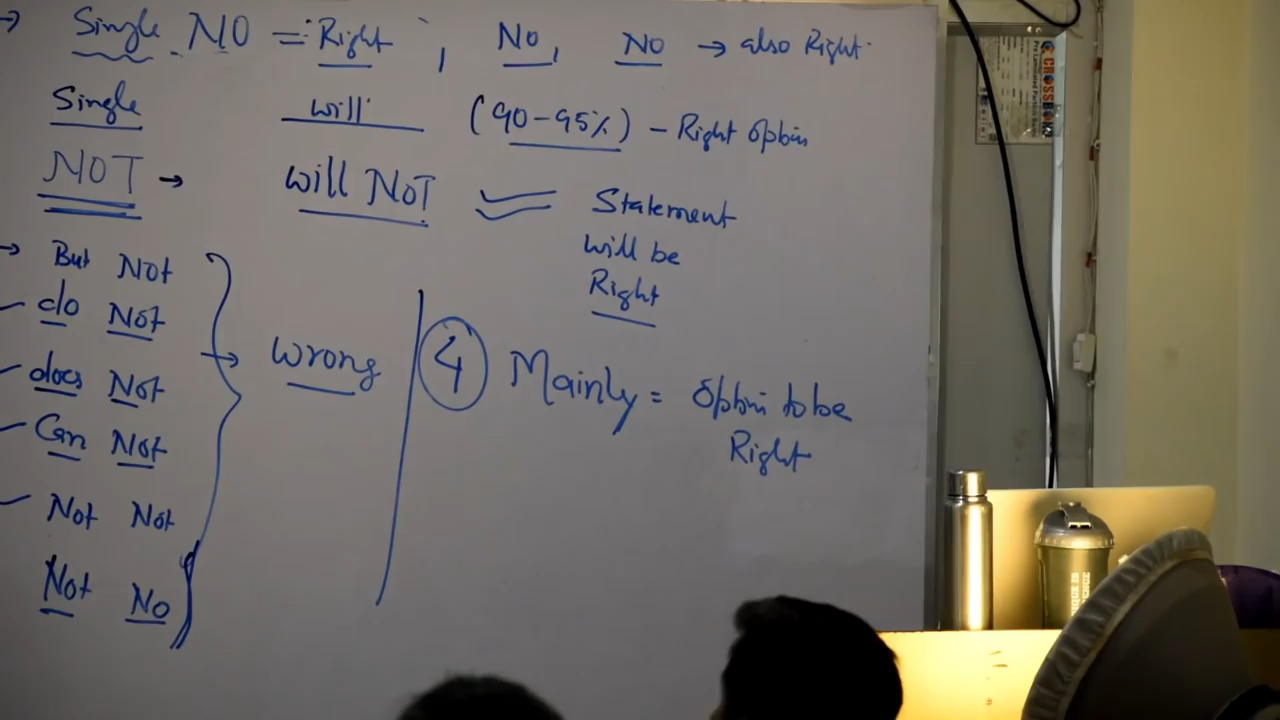 → Single NO = Right , No, No → also Right
Single will (90-95%) - Right option
NOT → will NOT Statement
will be
Right
→ But Not
do Not
does Not → wrong
Can Not
Not Not
Not No
4 Mainly = option to be
Right
CROSSBOND